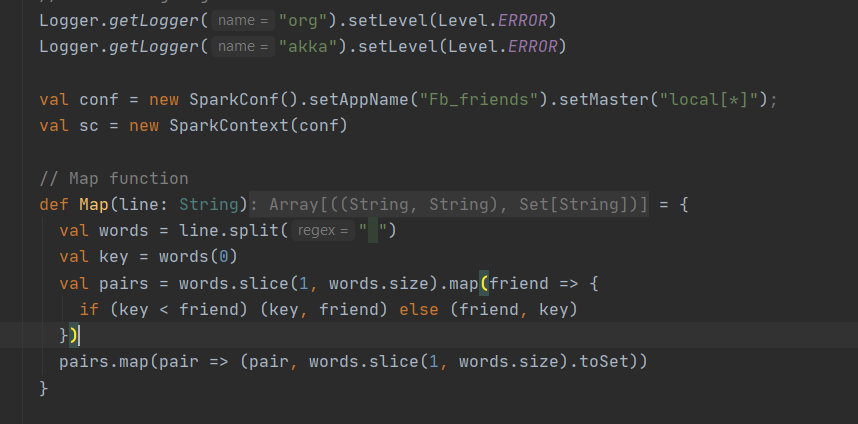 Logger.getLogger( name = "org").setLevel(Level.ERROR)
Logger.getLogger( name = "akka").setLevel(Level.ERROR)
val conf = new SparkConf().setAppName("Fb_friends").setMaster("local[*]");
val sc = new SparkContext(conf)
// Map function
def Map(line: String): Array[((String, String), Set[String])] = {
val words = line.split( regex = " ")
val key = words(0)
val pairs = words.slice(1, words.size).map(friend => {
if (key < friend) (key, friend) else (friend, key)
})
pairs.map(pair => (pair, words.slice(1, words.size).toSet))
}